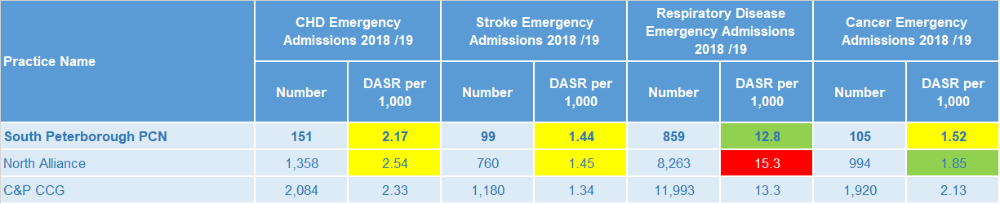 Practice Name
CHD Emergency
Admissions 2018 /19
Stroke Emergency
Admissions 2018 /19
Respiratory Disease
Emergency Admissions
2018 /19
Cancer Emergency
Admissions 2018 /19
Number
DASR per
1,000
Number
DASR per
1,000
Number
DASR per
1,000
Number
DASR per
1,000
South Peterborough PCN 151 2.17 99 1.44 859 12.8 105 1.52
North Alliance 1,358 2.54 760 1.45 8,263 15.3 994 1.85
C&P CCG 2,084 2.33 1,180 1.34 11,993 13.3 1,920 2.13